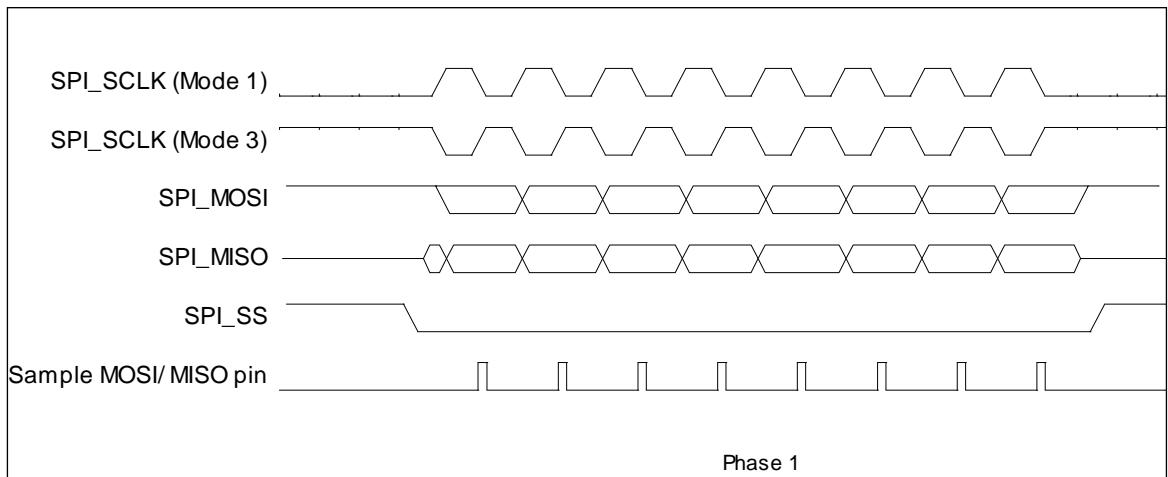 SPI_SCLK (Mode 1)
SPI_SCLK (Mode 3)
SPI_MOSI
SPI_MISO
SPI_SS
Sample MOSI/ MISO pin
Phase 1